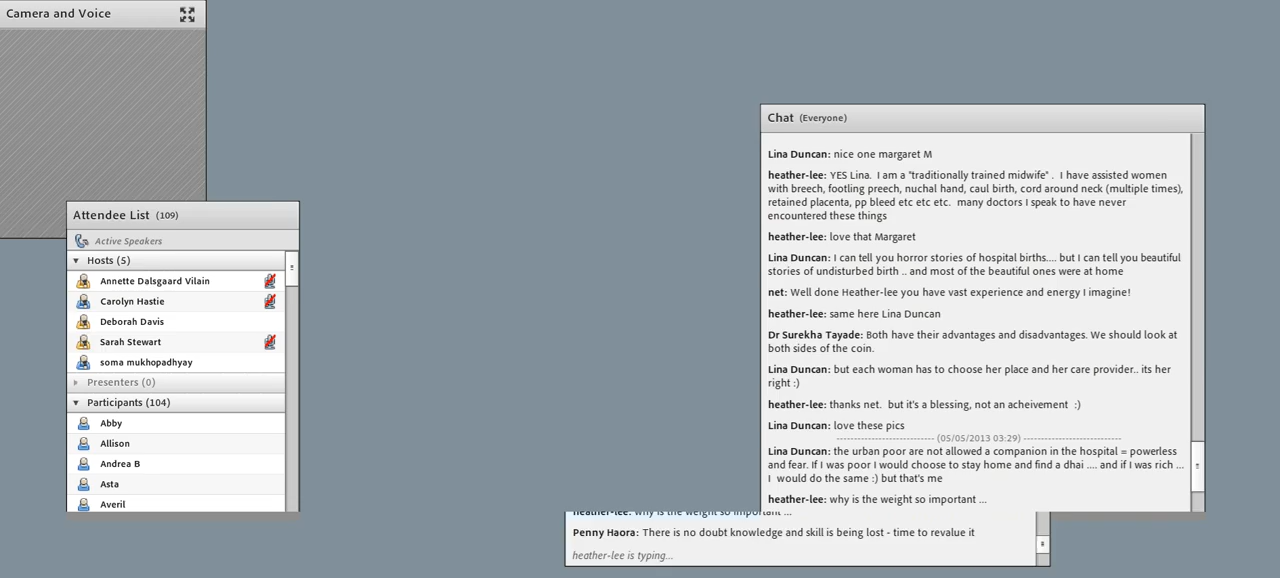 Camera and Voice
Attendee List (109)
Active Speakers
Hosts (5)
Annette Dalsgaard Vilain
Carolyn Hastie
Deborah Davis
Sarah Stewart
soma mukhopadhyay
Presenters (0)
Participants (104)
Abby
Allison
Andrea B
Asta
Averil
Chat (Everyone)
Lina Duncan: nice one margaret M
heather-lee: YES Lina. I am a "traditionally trained midwife" . I have assisted women
with breech, footling preech, nuchal hand, caul birth, cord around neck (multiple times),
retained placenta, pp bleed etc etc etc. many doctors I speak to have never
encountered these things
heather-lee: love that Margaret
Lina Duncan: I can tell you horror stories of hospital births.... but I can tell you beautiful
stories of undisturbed birth .. and most of the beautiful ones were at home
net: Well done Heather-lee you have vast experience and energy I imagine!
heather-lee: same here Lina Duncan
Dr Surekha Tayade: Both have their advantages and disadvantages. We should look at
both sides of the coin.
Lina Duncan: but each woman has to choose her place and her care provider.. its her
right :)
heather-lee: thanks net. but it's a blessing, not an acheivement :)
Lina Duncan: love these pics
---------------------------- (05/05/2013 03:29) ----------------------------
Lina Duncan: the urban poor are not allowed a companion in the hospital = powerless
and fear. If I was poor I would choose to stay home and find a dhai .... and if I was rich ...
I would do the same :) but that's me
heather-lee: why is the weight so important ...
heather-lee: why is the weight so important ...
Penny Haora: There is no doubt knowledge and skill is being lost - time to revalue it
heather-lee is typing...